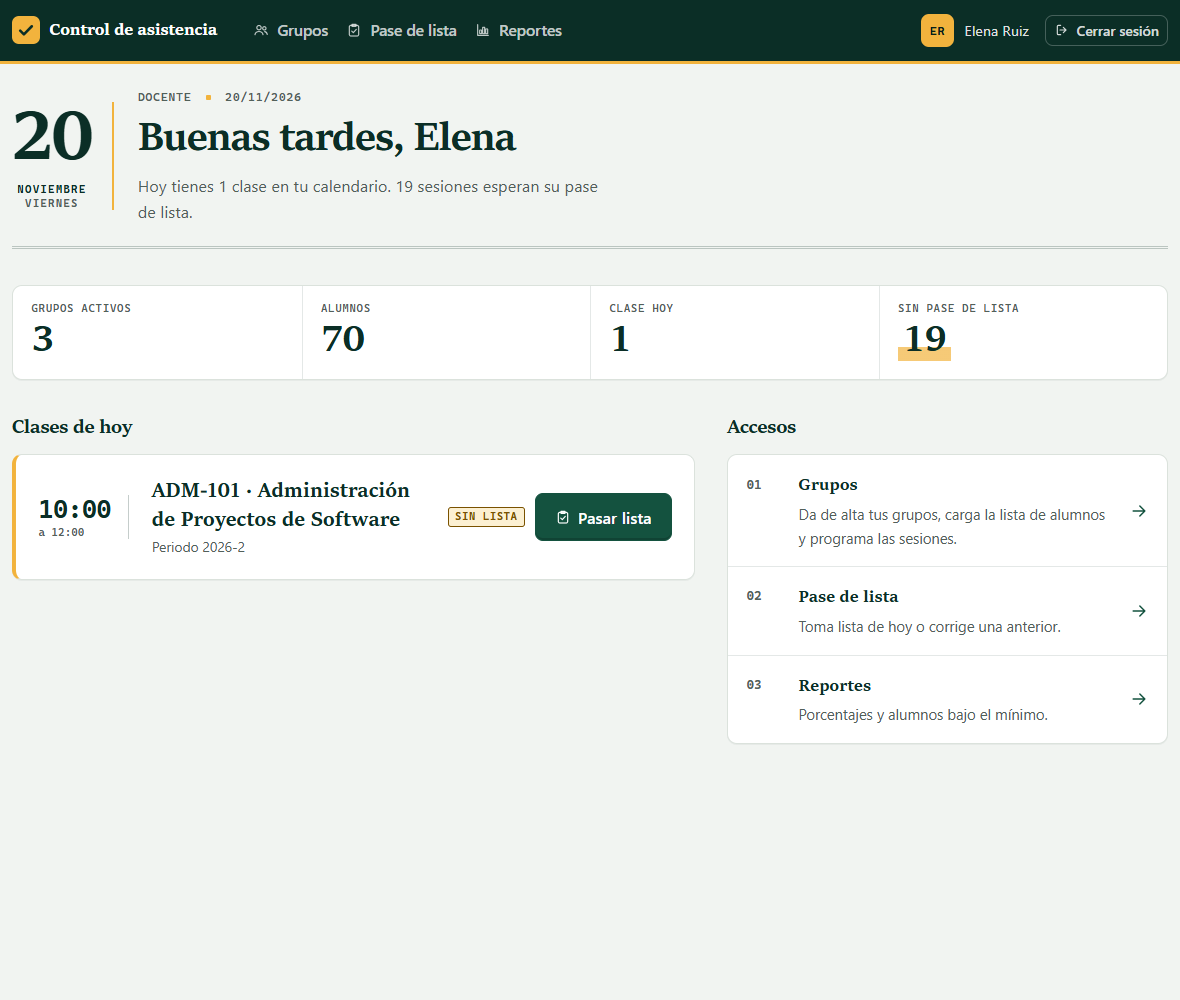 Control de asistencia
Grupos
Pase de lista
Reportes
ER
Elena Ruiz
Cerrar sesión
20
NOVIEMBRE
VIERNES
DOCENTE
20/11/2026
Buenas tardes, Elena
Hoy tienes 1 clase en tu calendario. 19 sesiones esperan su pase
de lista.
GRUPOS ACTIVOS
3
ALUMNOS
70
CLASE HOY
1
SIN PASE DE LISTA
19
Clases de hoy
10:00
a 12:00
ADM-101 · Administración
de Proyectos de Software
Periodo 2026-2
SIN LISTA
Pasar lista
Accesos
01
Grupos
Da de alta tus grupos, carga la lista de alumnos
y programa las sesiones.
02
Pase de lista
Toma lista de hoy o corrige una anterior.
03
Reportes
Porcentajes y alumnos bajo el mínimo.